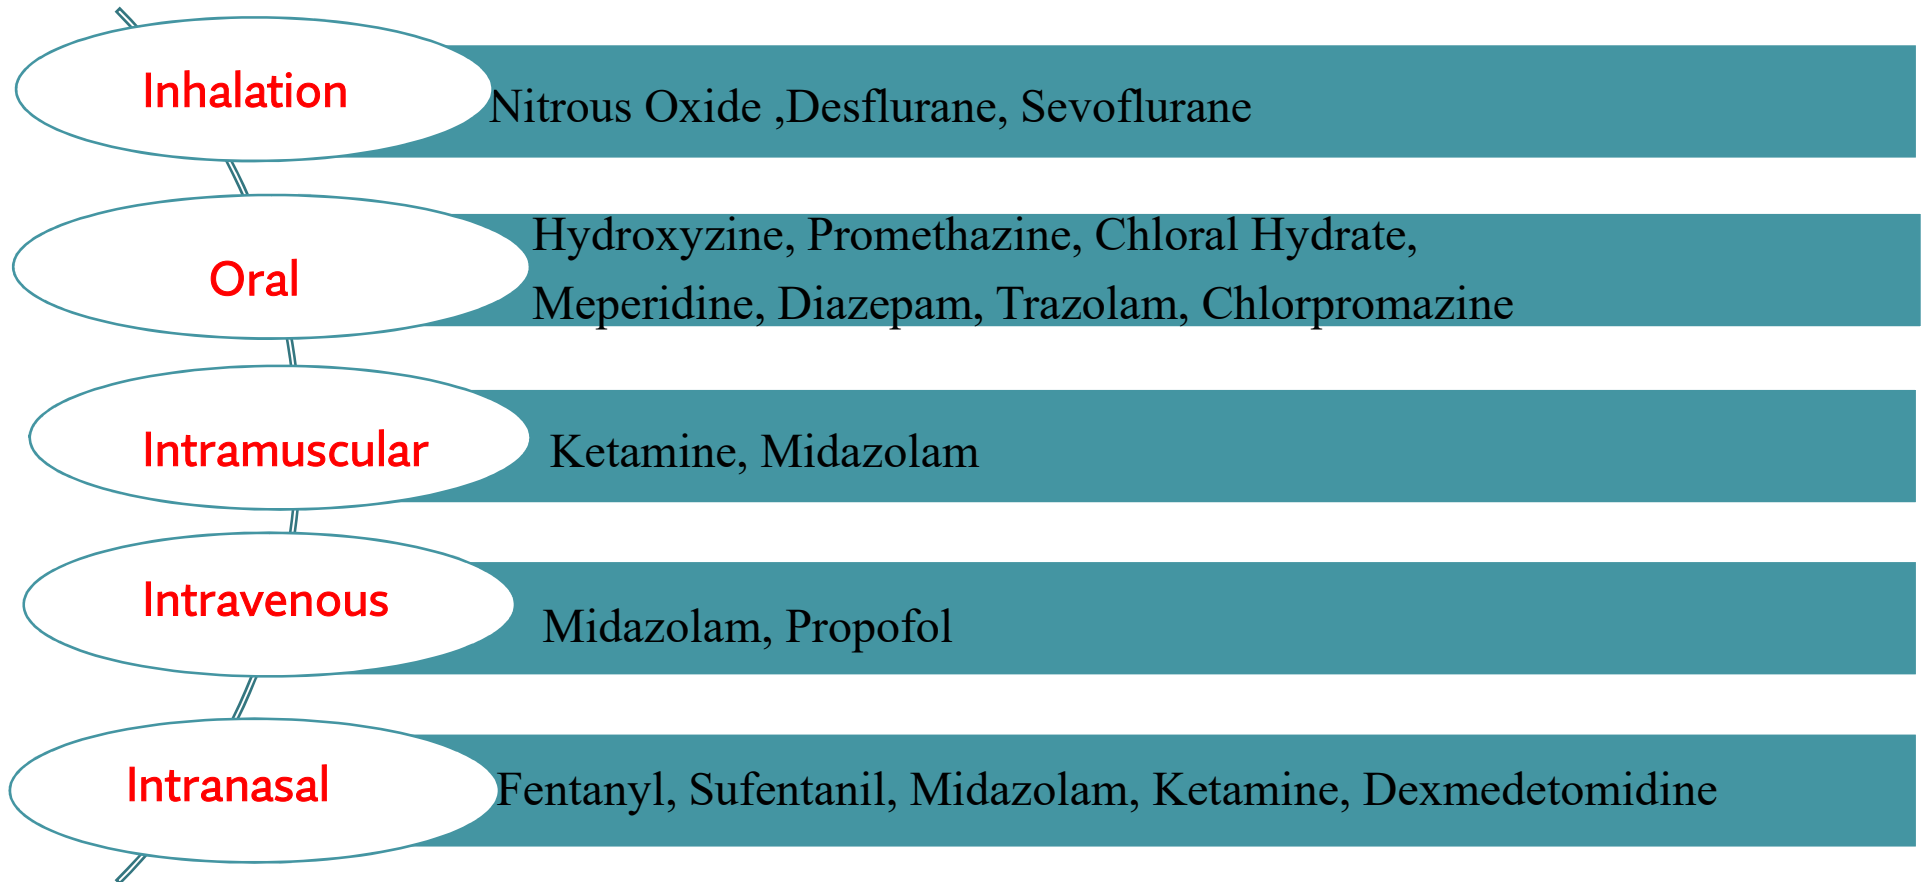 Inhalation
Nitrous Oxide ,Desflurane, Sevoflurane
Oral
Hydroxyzine, Promethazine, Chloral Hydrate,
Meperidine, Diazepam, Trazolam, Chlorpromazine
Intramuscular
Ketamine, Midazolam
Intravenous
Midazolam, Propofol
Intranasal
Fentanyl, Sufentanil, Midazolam, Ketamine, Dexmedetomidine